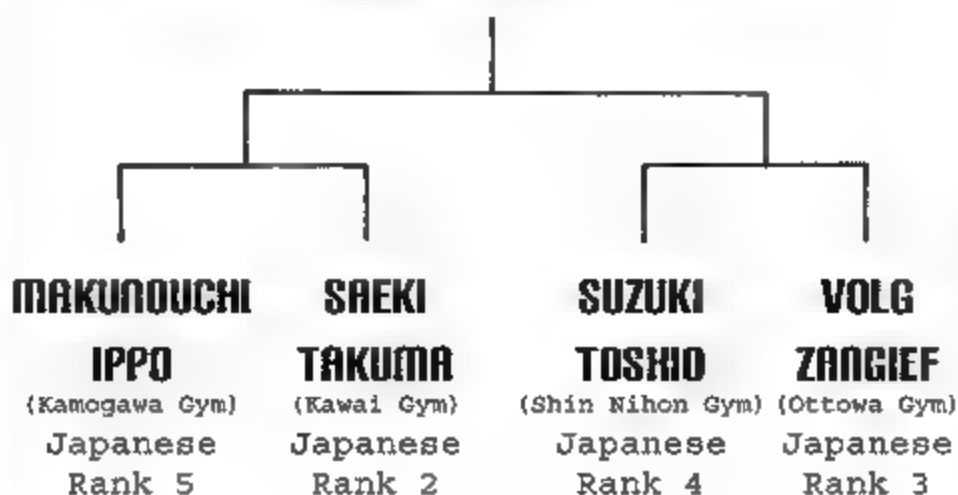 MAKUNOUCHI IPPO
(Kamogawa Gym)
Japanese
Rank 5
SAEKI TAKUMA
(Kawai Gym)
Japanese
Rank 2
SUZUKI TOSHIO
(Shin Nihon Gym)
Japanese
Rank 4
VOLG ZANGIEF
(Ottowa Gym)
Japanese
Rank 3